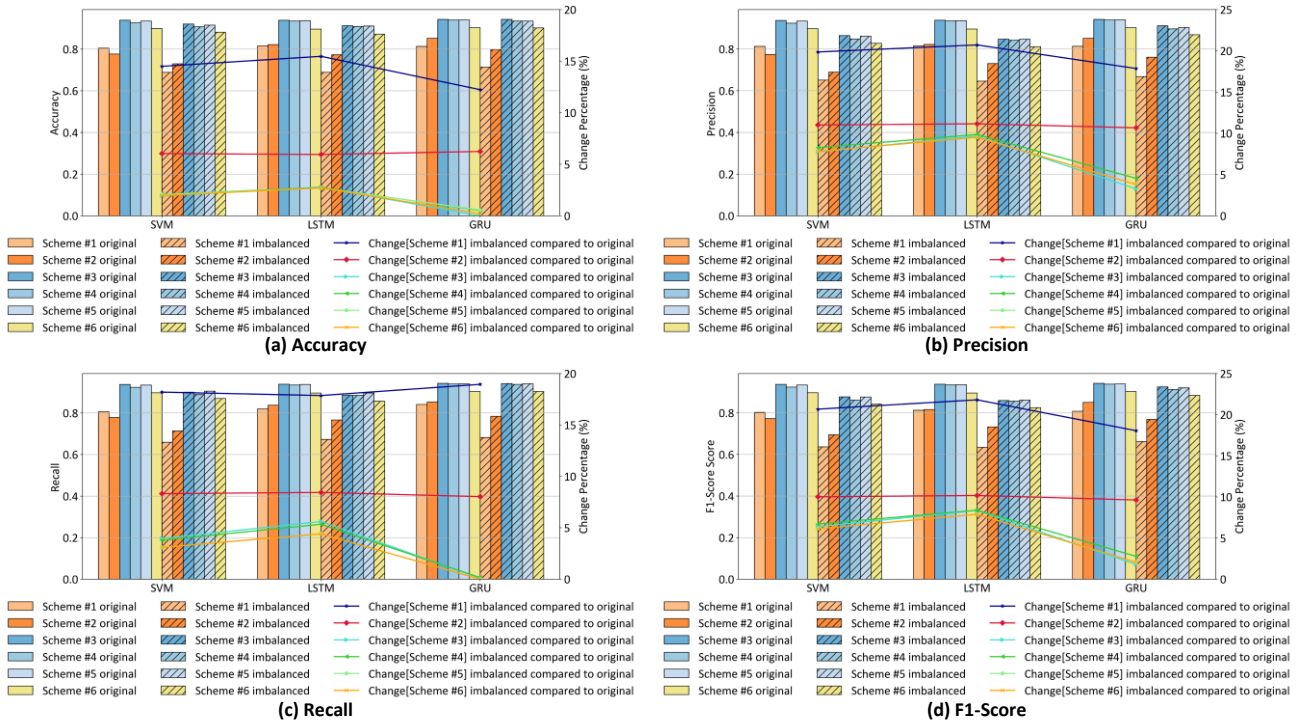 20
0.8
15
0.6
10
0.4
5
0.2
0.0
0
Accuracy
Change Percentage (%)
SVM LSTM GRU
Scheme #1 original Scheme #1 imbalanced Change[Scheme #1] imbalanced compared to original
Scheme #2 original Scheme #2 imbalanced Change[Scheme #2] imbalanced compared to original
Scheme #3 original Scheme #3 imbalanced Change[Scheme #3] imbalanced compared to original
Scheme #4 original Scheme #4 imbalanced Change[Scheme #4] imbalanced compared to original
Scheme #5 original Scheme #5 imbalanced Change[Scheme #5] imbalanced compared to original
Scheme #6 original Scheme #6 imbalanced Change[Scheme #6] imbalanced compared to original
(a) Accuracy
25
0.8
20
0.6
15
0.4
10
0.2
5
0.0
0
Precision
Change Percentage (%)
SVM LSTM GRU
Scheme #1 original Scheme #1 imbalanced Change[Scheme #1] imbalanced compared to original
Scheme #2 original Scheme #2 imbalanced Change[Scheme #2] imbalanced compared to original
Scheme #3 original Scheme #3 imbalanced Change[Scheme #3] imbalanced compared to original
Scheme #4 original Scheme #4 imbalanced Change[Scheme #4] imbalanced compared to original
Scheme #5 original Scheme #5 imbalanced Change[Scheme #5] imbalanced compared to original
Scheme #6 original Scheme #6 imbalanced Change[Scheme #6] imbalanced compared to original
(b) Precision
20
0.8
15
0.6
10
0.4
5
0.2
0.0
0
Recall
Change Percentage (%)
SVM LSTM GRU
Scheme #1 original Scheme #1 imbalanced Change[Scheme #1] imbalanced compared to original
Scheme #2 original Scheme #2 imbalanced Change[Scheme #2] imbalanced compared to original
Scheme #3 original Scheme #3 imbalanced Change[Scheme #3] imbalanced compared to original
Scheme #4 original Scheme #4 imbalanced Change[Scheme #4] imbalanced compared to original
Scheme #5 original Scheme #5 imbalanced Change[Scheme #5] imbalanced compared to original
Scheme #6 original Scheme #6 imbalanced Change[Scheme #6] imbalanced compared to original
(c) Recall
25
0.8
20
0.6
15
0.4
10
0.2
5
0.0
0
F1-Score Score
Change Percentage (%)
SVM LSTM GRU
Scheme #1 original Scheme #1 imbalanced Change[Scheme #1] imbalanced compared to original
Scheme #2 original Scheme #2 imbalanced Change[Scheme #2] imbalanced compared to original
Scheme #3 original Scheme #3 imbalanced Change[Scheme #3] imbalanced compared to original
Scheme #4 original Scheme #4 imbalanced Change[Scheme #4] imbalanced compared to original
Scheme #5 original Scheme #5 imbalanced Change[Scheme #5] imbalanced compared to original
Scheme #6 original Scheme #6 imbalanced Change[Scheme #6] imbalanced compared to original
(d) F1-Score